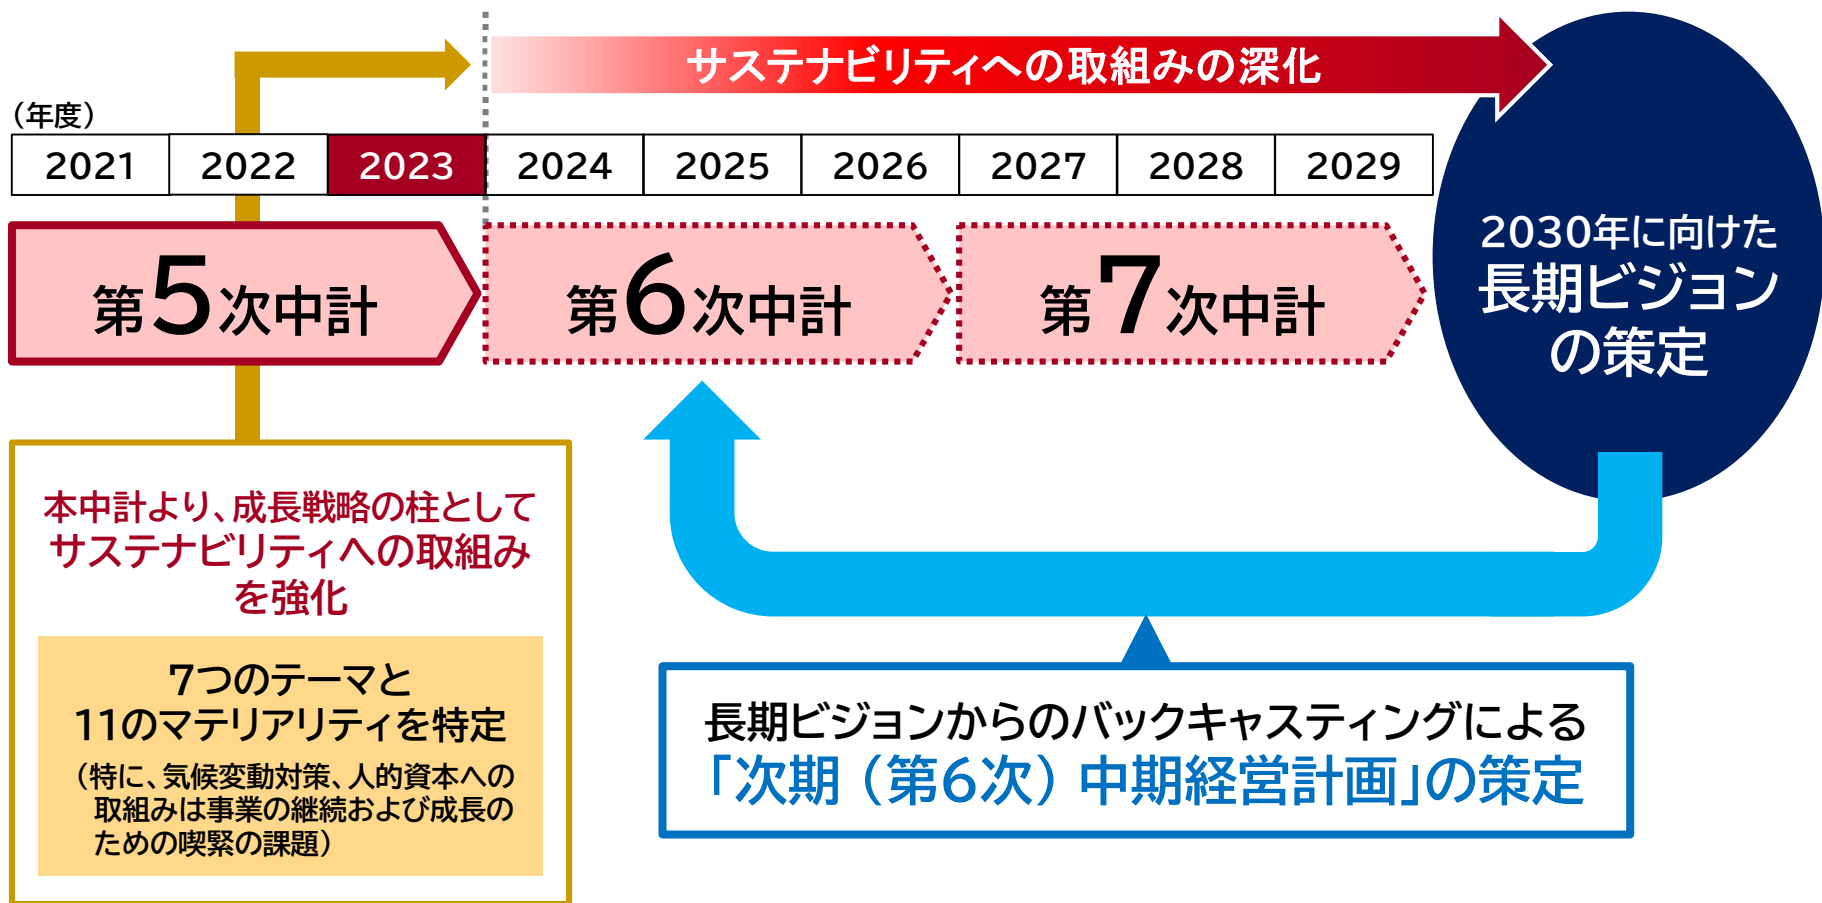 サステナビリティへの取組みの深化
（年度）
2021 2022 2023 2024 2025 2026 2027 2028 2029
第5次中計 第6次中計 第7次中計
2030年に向けた
長期ビジョン
の策定
本中計より、成長戦略の柱として
サステナビリティへの取組み
を強化
7つのテーマと
11のマテリアリティを特定
（特に、気候変動対策、人的資本への
取組みは事業の継続および成長の
ための喫緊の課題）
長期ビジョンからのバックキャスティングによる
「次期（第6次）中期経営計画」の策定